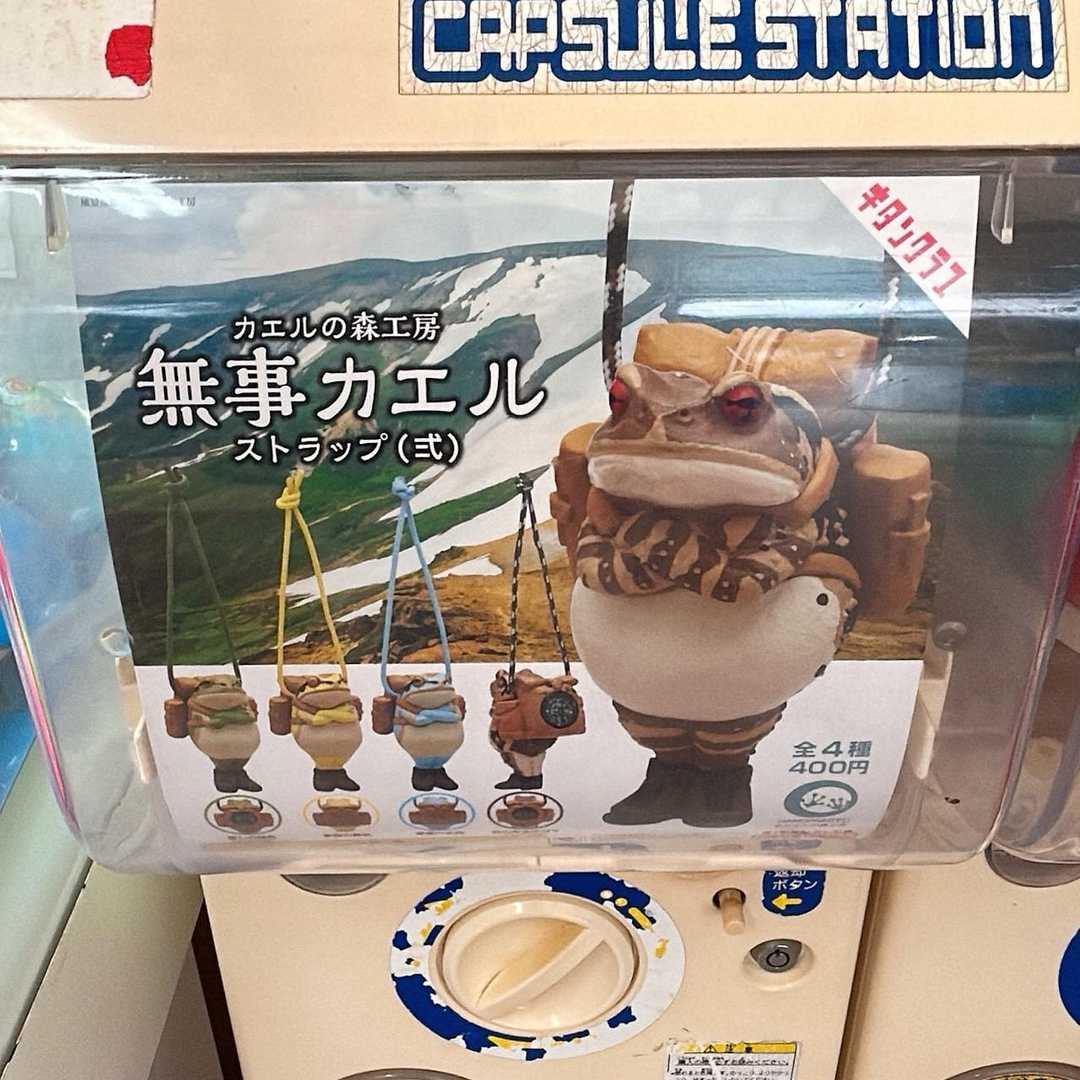 CAPSULE STATION
キタンクラブ
カエルの森工房
無事カエル
ストラップ(弐)
全4種
400円
返却
ボタン